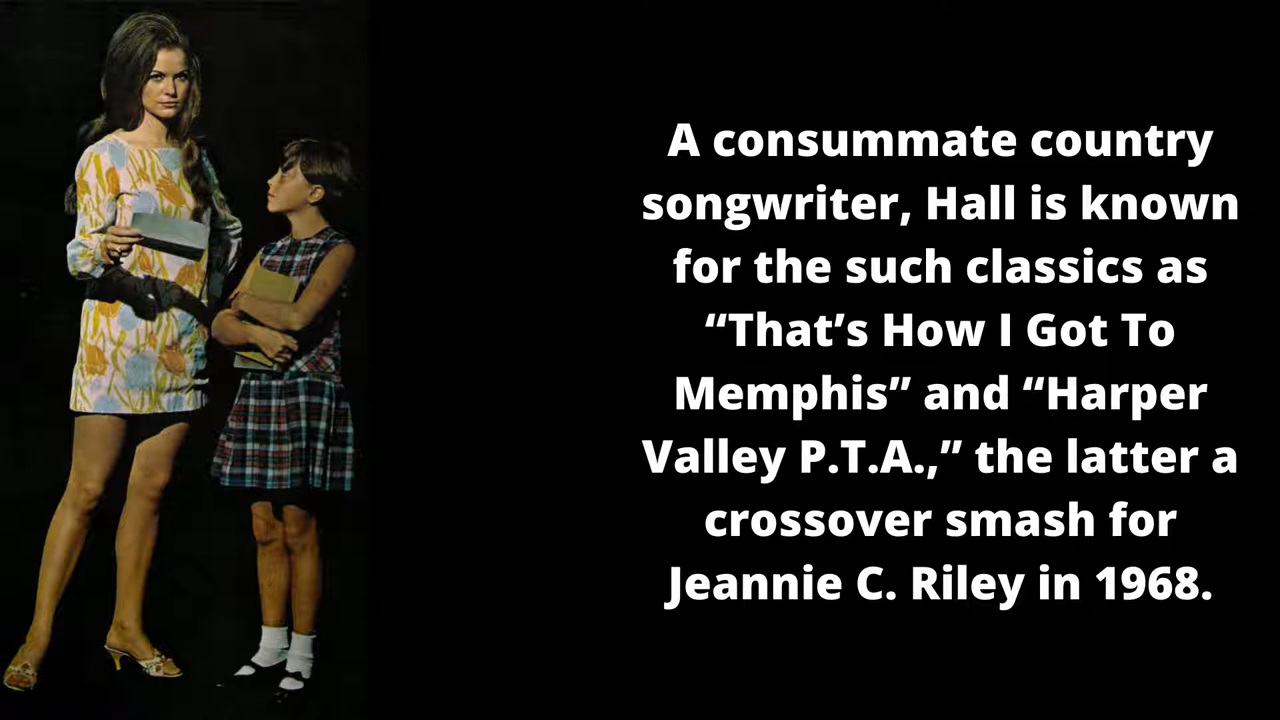 A consummate country
songwriter, Hall is known
for the such classics as
“That’s How I Got To
Memphis” and “Harper
Valley P.T.A.,” the latter a
crossover smash for
Jeannie C. Riley in 1968.